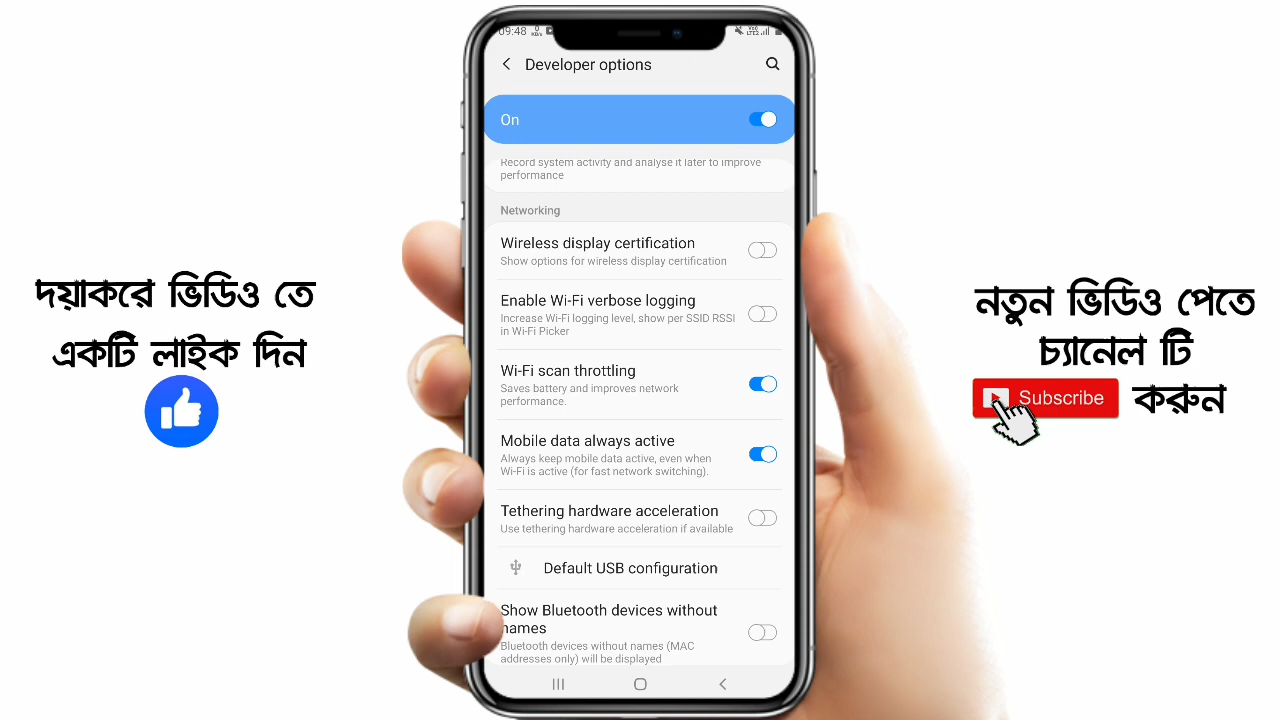 09:48
Developer options
On
Record system activity and analyse it later to improve
performance
Networking
Wireless display certification
Show options for wireless display certification
Enable Wi-Fi verbose logging
Increase Wi-Fi logging level, show per SSID RSSI
in Wi-Fi Picker
Wi-Fi scan throttling
Saves battery and improves network
performance.
Mobile data always active
Always keep mobile data active, even when
Wi-Fi is active (for fast network switching).
Tethering hardware acceleration
Use tethering hardware acceleration if available
Default USB configuration
Show Bluetooth devices without
names
Bluetooth devices without names (MAC
addresses only) will be displayed
দয়াকরে ভিডিও তে
একটি লাইক দিন
নতুন ভিডিও পেতে
চ্যানেল টি
Subscribe করুন